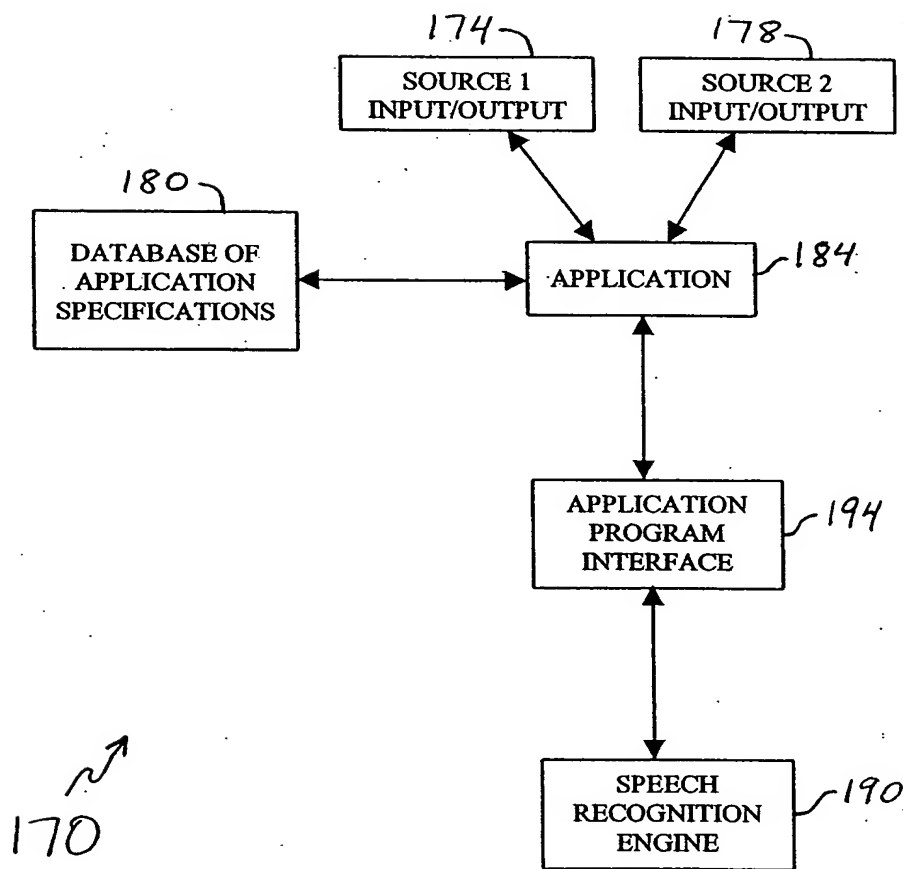 174
178
SOURCE 1
INPUT/OUTPUT
SOURCE 2
INPUT/OUTPUT
180
DATABASE OF
APPLICATION
SPECIFICATIONS
APPLICATION
184
APPLICATION
PROGRAM
INTERFACE
194
SPEECH
RECOGNITION
ENGINE
190
170